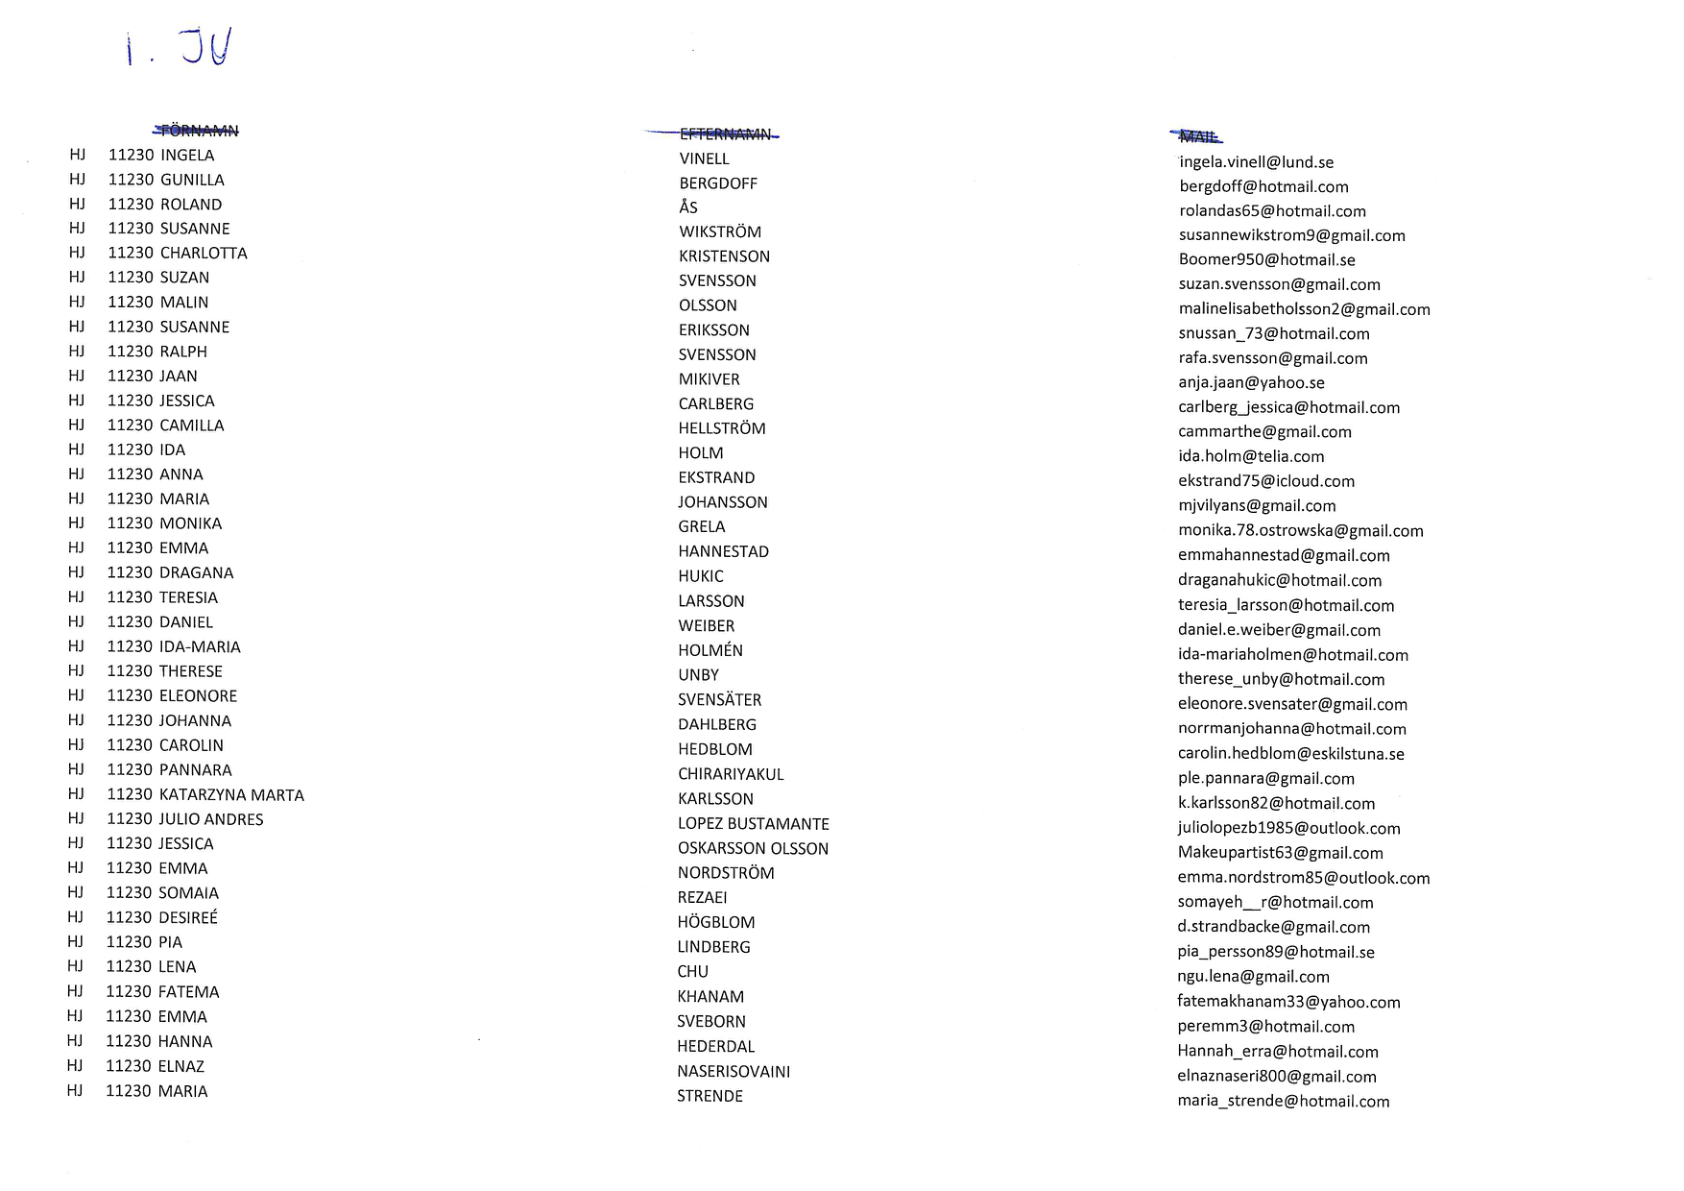 1. JU
FÖRNAMN EFTERNAMN MAIL
HJ 11230 INGELA VINELL ingela.vinell@lund.se
HJ 11230 GUNILLA BERGDOFF bergdoff@hotmail.com
HJ 11230 ROLAND ÅS rolandas65@hotmail.com
HJ 11230 SUSANNE WIKSTRÖM susannewikstrom9@gmail.com
HJ 11230 CHARLOTTA KRISTENSON Boomer950@hotmail.se
HJ 11230 SUZAN SVENSSON suzan.svensson@gmail.com
HJ 11230 MALIN OLSSON malinelisabetholsson2@gmail.com
HJ 11230 SUSANNE ERIKSSON snussan_73@hotmail.com
HJ 11230 RALPH SVENSSON rafa.svensson@gmail.com
HJ 11230 JAAN MIKIVER anja.jaan@yahoo.se
HJ 11230 JESSICA CARLBERG carlberg_jessica@hotmail.com
HJ 11230 CAMILLA HELLSTRÖM cammarthe@gmail.com
HJ 11230 IDA HOLM ida.holm@telia.com
HJ 11230 ANNA EKSTRAND ekstrand75@icloud.com
HJ 11230 MARIA JOHANSSON mjvilyans@gmail.com
HJ 11230 MONIKA GRELA monika.78.ostrowska@gmail.com
HJ 11230 EMMA HANNESTAD emmahannestad@gmail.com
HJ 11230 DRAGANA HUKIC draganahukic@hotmail.com
HJ 11230 TERESIA LARSSON teresia_larsson@hotmail.com
HJ 11230 DANIEL WEIBER daniel.e.weiber@gmail.com
HJ 11230 IDA-MARIA HOLMÉN ida-mariaholmen@hotmail.com
HJ 11230 THERESE UNBY therese_unby@hotmail.com
HJ 11230 ELEONORE SVENSÄTER eleonore.svensater@gmail.com
HJ 11230 JOHANNA DAHLBERG norrmanjohanna@hotmail.com
HJ 11230 CAROLIN HEDBLOM carolin.hedblom@eskilstuna.se
HJ 11230 PANNARA CHIRARIYAKUL ple.pannara@gmail.com
HJ 11230 KATARZYNA MARTA KARLSSON k.karlsson82@hotmail.com
HJ 11230 JULIO ANDRES LOPEZ BUSTAMANTE juliolopezb1985@outlook.com
HJ 11230 JESSICA OSKARSSON OLSSON Makeupartist63@gmail.com
HJ 11230 EMMA NORDSTRÖM emma.nordstrom85@outlook.com
HJ 11230 SOMAIA REZAEI somayeh__r@hotmail.com
HJ 11230 DESIREÉ HÖGBLOM d.strandbacke@gmail.com
HJ 11230 PIA LINDBERG pia_persson89@hotmail.se
HJ 11230 LENA CHU ngu.lena@gmail.com
HJ 11230 FATEMA KHANAM fatemakhanam33@yahoo.com
HJ 11230 EMMA SVEBORN peremm3@hotmail.com
HJ 11230 HANNA HEDERDAL Hannah_erra@hotmail.com
HJ 11230 ELNAZ NASERISOVAINI elnaznaseri800@gmail.com
HJ 11230 MARIA STRENDE maria_strende@hotmail.com